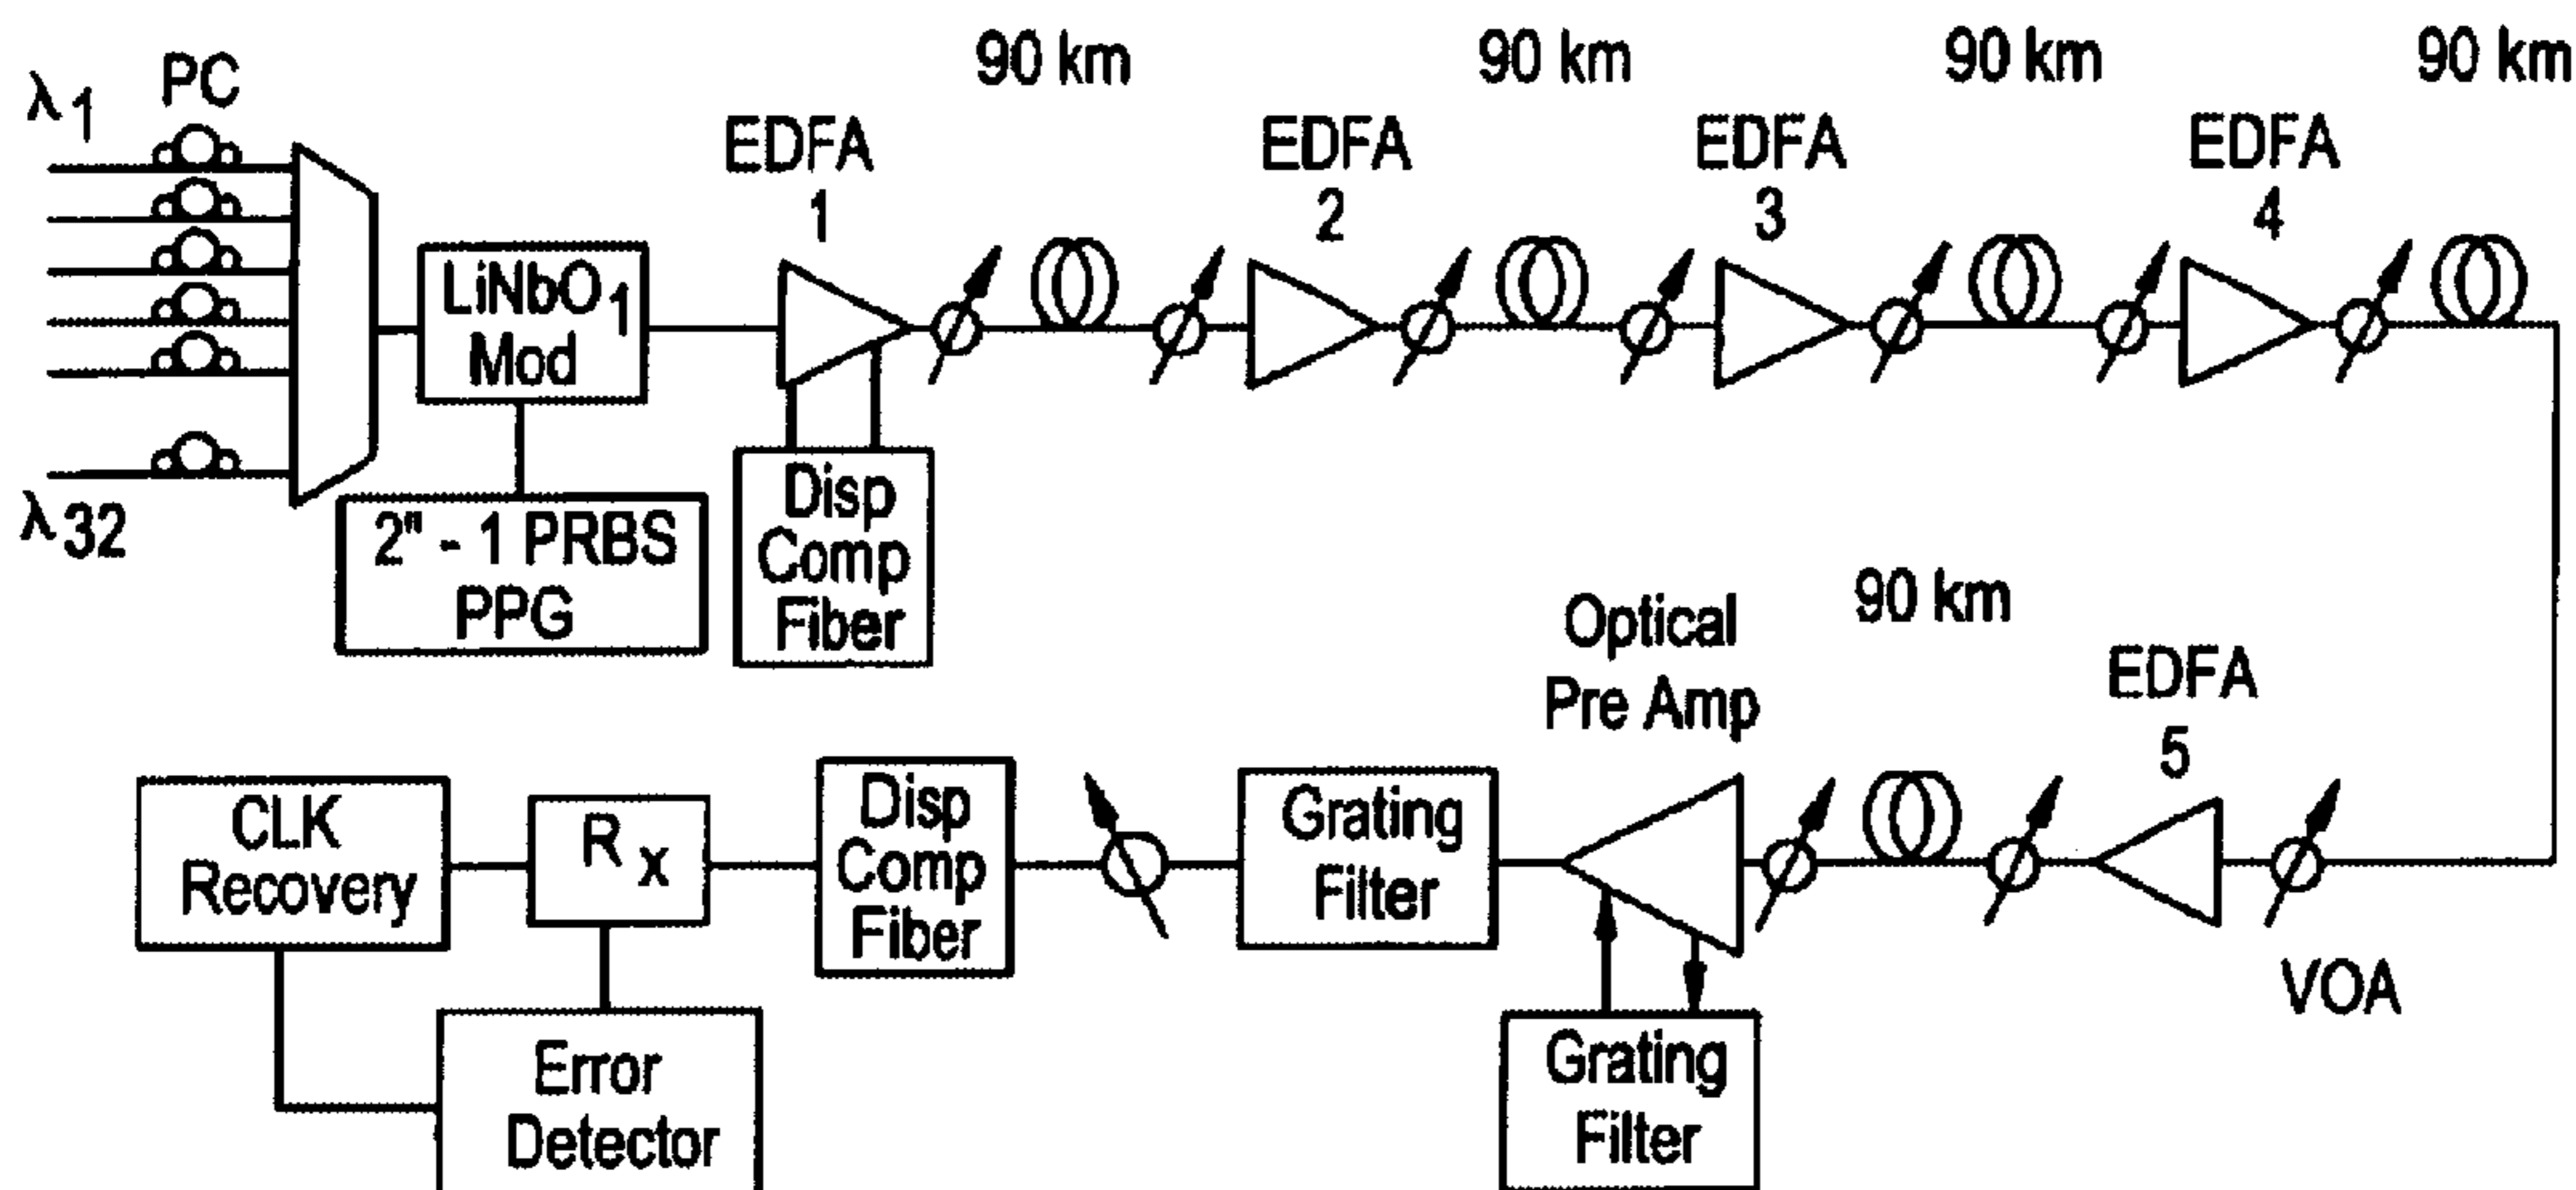 90 km
90 km
90 km
90 km
λ1
PC
EDFA
1
EDFA
2
EDFA
3
EDFA
4
LiNbO1
Mod
λ32
2" - 1 PRBS
PPG
Disp
Comp
Fiber
90 km
Optical
Pre Amp
EDFA
5
CLK
Recovery
Rx
Disp
Comp
Fiber
Grating
Filter
VOA
Error
Detector
Grating
Filter